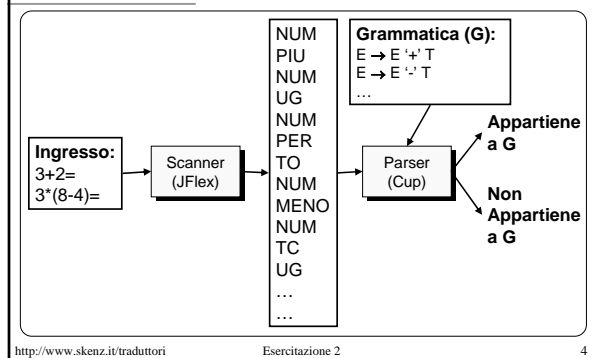 Ingresso:
3+2=
3*(8-4)=
Scanner
(JFlex)
NUM
PIU
NUM
UG
NUM
PER
TO
NUM
MENO
NUM
TC
UG
…
…
Grammatica (G):
E → E ‘+’ T
E → E ‘-’ T
…
Parser
(Cup)
Appartiene
a G
Non
Appartiene
a G
http://www.skenz.it/traduttori Esercitazione 2 4